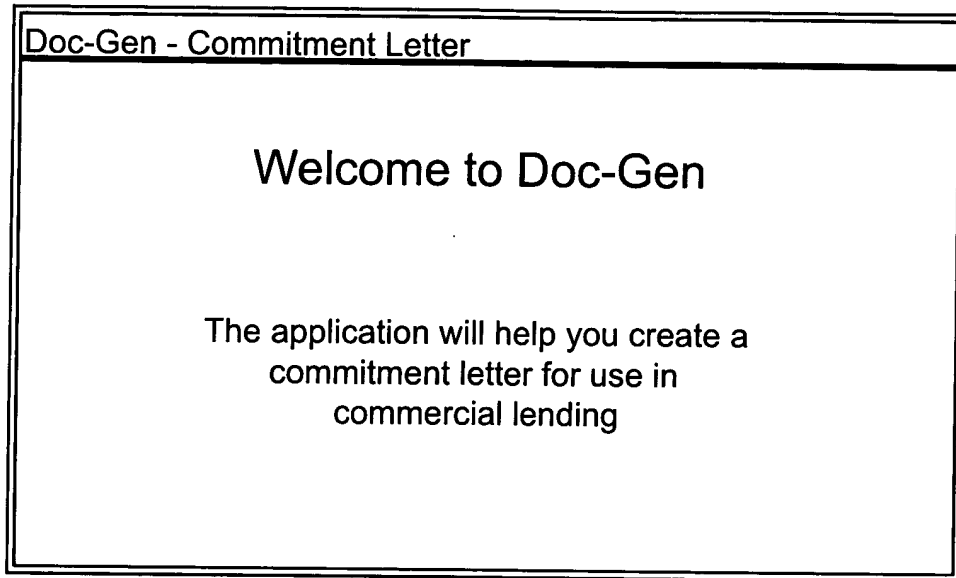 Doc-Gen - Commitment Letter
Welcome to Doc-Gen
The application will help you create a
commitment letter for use in
commercial lending